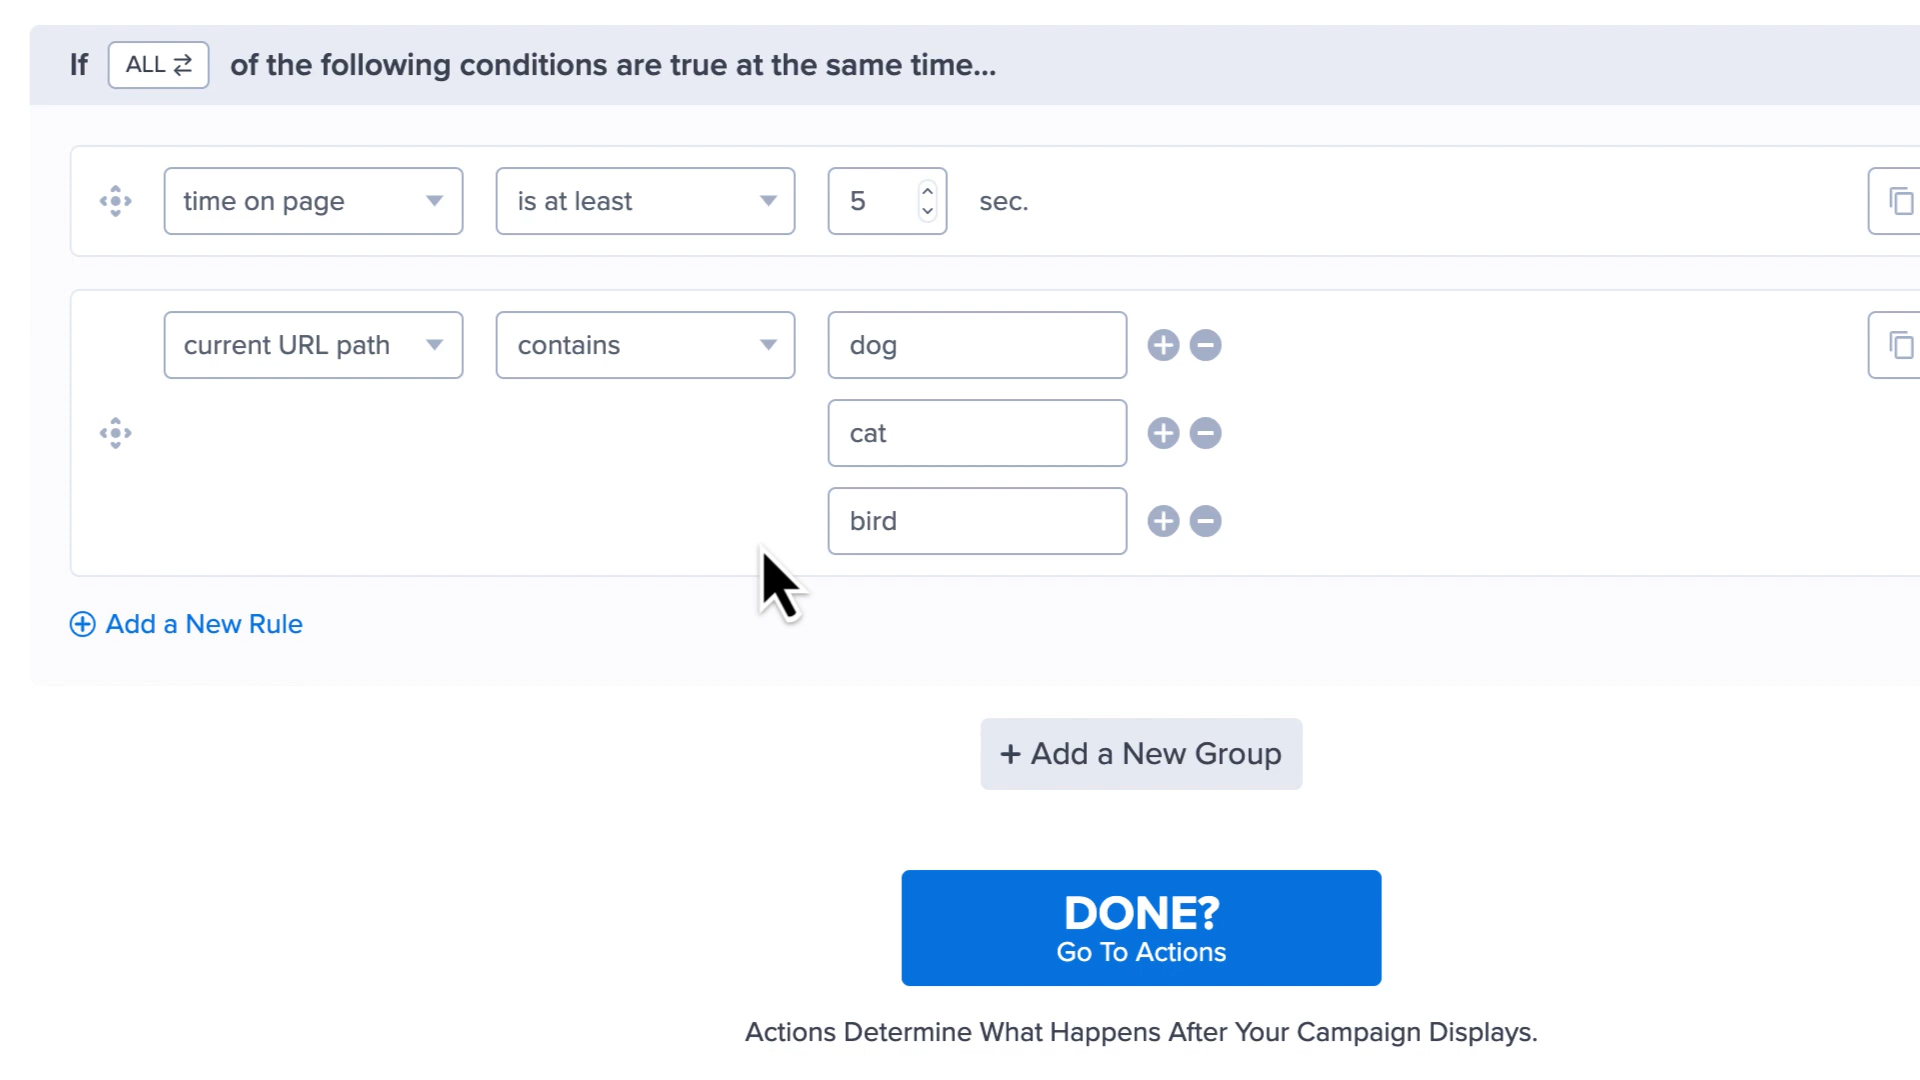 If ALL of the following conditions are true at the same time...
time on page is at least 5 sec.
current URL path contains dog
cat
bird
Add a New Rule
+ Add a New Group
DONE?
Go To Actions
Actions Determine What Happens After Your Campaign Displays.